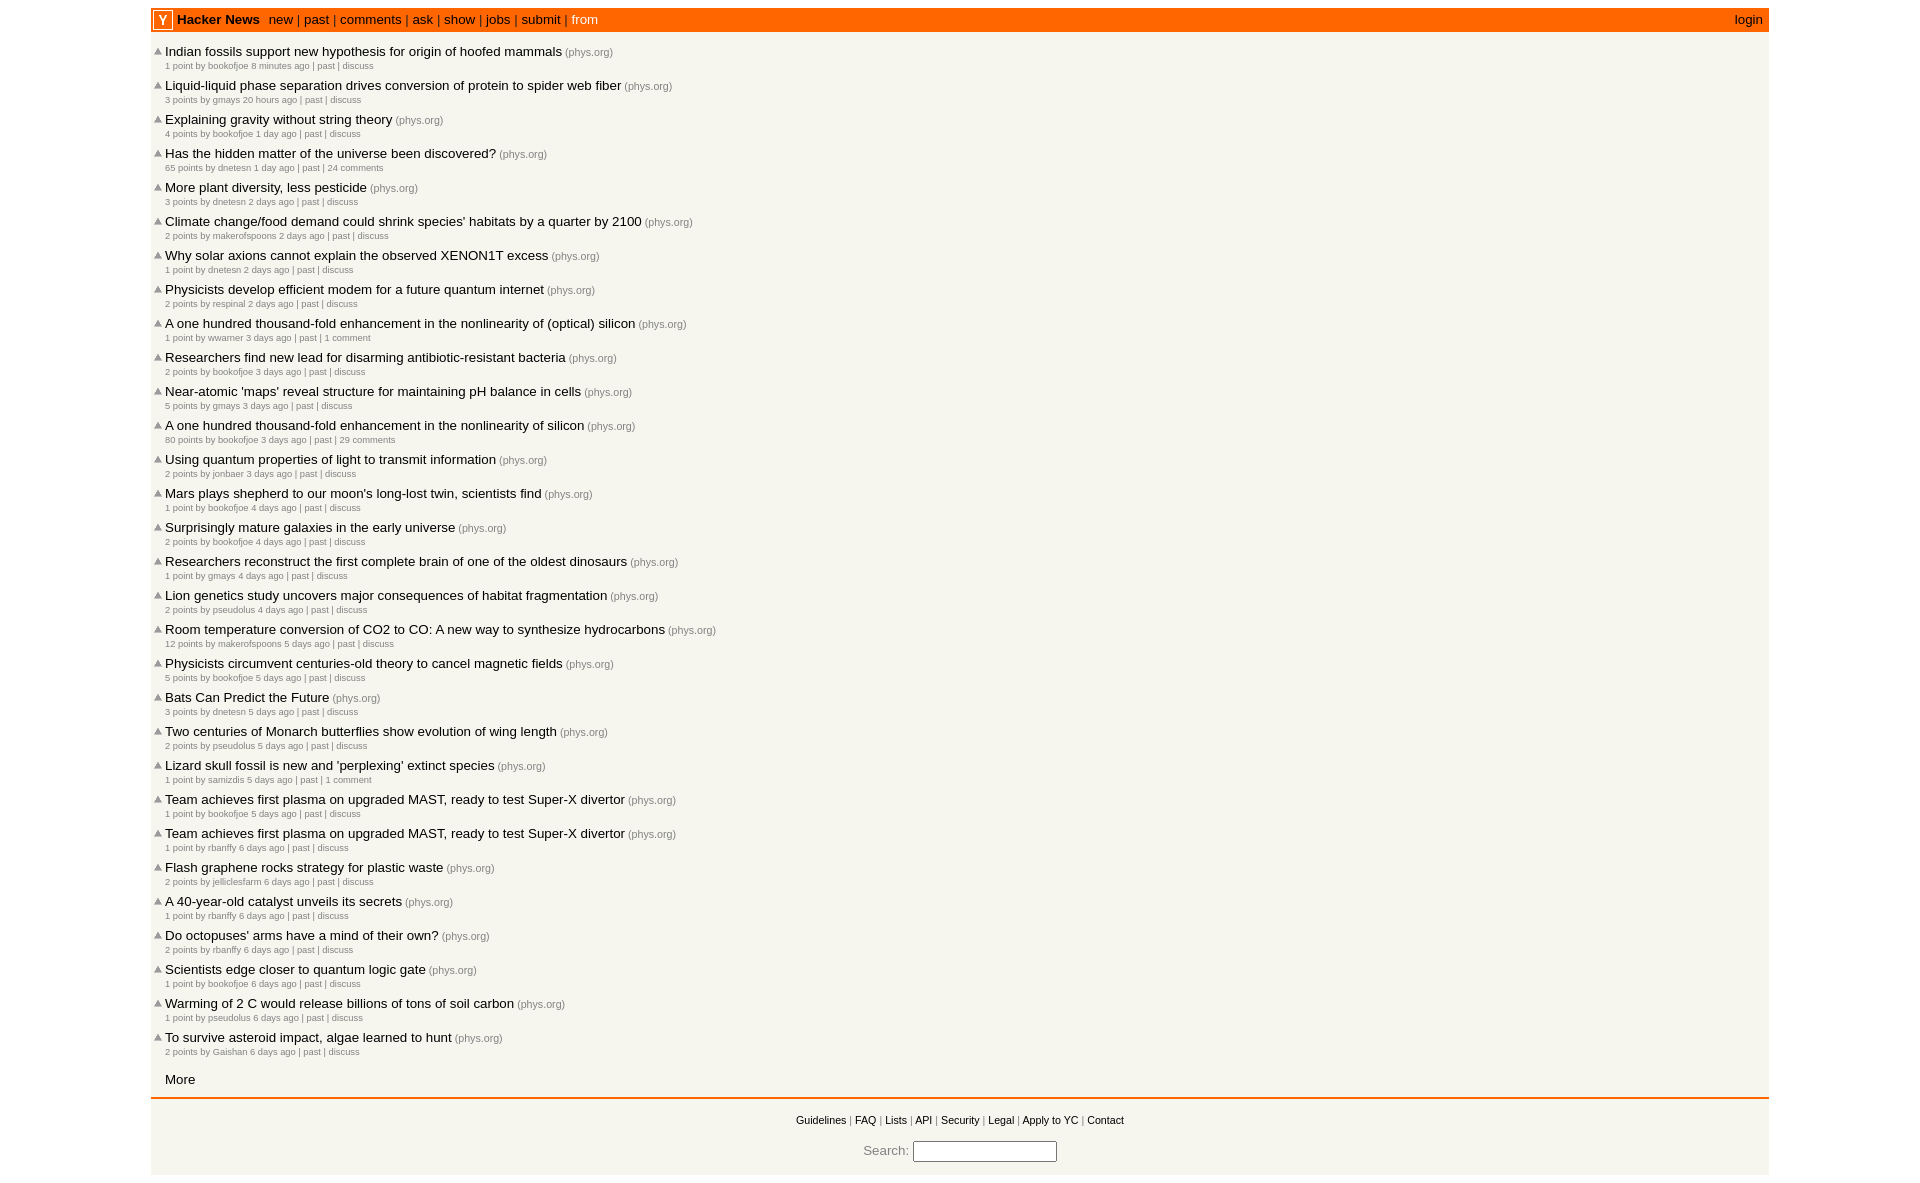 Y Hacker News new | past | comments | ask | show | jobs | submit | from login
Indian fossils support new hypothesis for origin of hoofed mammals (phys.org)
1 point by bookofjoe 8 minutes ago | past | discuss
Liquid-liquid phase separation drives conversion of protein to spider web fiber (phys.org)
3 points by gmays 20 hours ago | past | discuss
Explaining gravity without string theory (phys.org)
4 points by bookofjoe 1 day ago | past | discuss
Has the hidden matter of the universe been discovered? (phys.org)
65 points by dnetesn 1 day ago | past | 24 comments
More plant diversity, less pesticide (phys.org)
3 points by dnetesn 2 days ago | past | discuss
Climate change/food demand could shrink species' habitats by a quarter by 2100 (phys.org)
2 points by makerofspoons 2 days ago | past | discuss
Why solar axions cannot explain the observed XENON1T excess (phys.org)
1 point by dnetesn 2 days ago | past | discuss
Physicists develop efficient modem for a future quantum internet (phys.org)
2 points by respinal 2 days ago | past | discuss
A one hundred thousand-fold enhancement in the nonlinearity of (optical) silicon (phys.org)
1 point by wwarner 3 days ago | past | 1 comment
Researchers find new lead for disarming antibiotic-resistant bacteria (phys.org)
2 points by bookofjoe 3 days ago | past | discuss
Near-atomic 'maps' reveal structure for maintaining pH balance in cells (phys.org)
5 points by gmays 3 days ago | past | discuss
A one hundred thousand-fold enhancement in the nonlinearity of silicon (phys.org)
80 points by bookofjoe 3 days ago | past | 29 comments
Using quantum properties of light to transmit information (phys.org)
2 points by jonbaer 3 days ago | past | discuss
Mars plays shepherd to our moon's long-lost twin, scientists find (phys.org)
1 point by bookofjoe 4 days ago | past | discuss
Surprisingly mature galaxies in the early universe (phys.org)
2 points by bookofjoe 4 days ago | past | discuss
Researchers reconstruct the first complete brain of one of the oldest dinosaurs (phys.org)
1 point by gmays 4 days ago | past | discuss
Lion genetics study uncovers major consequences of habitat fragmentation (phys.org)
2 points by pseudolus 4 days ago | past | discuss
Room temperature conversion of CO2 to CO: A new way to synthesize hydrocarbons (phys.org)
12 points by makerofspoons 5 days ago | past | discuss
Physicists circumvent centuries-old theory to cancel magnetic fields (phys.org)
5 points by bookofjoe 5 days ago | past | discuss
Bats Can Predict the Future (phys.org)
3 points by dnetesn 5 days ago | past | discuss
Two centuries of Monarch butterflies show evolution of wing length (phys.org)
2 points by pseudolus 5 days ago | past | discuss
Lizard skull fossil is new and 'perplexing' extinct species (phys.org)
1 point by samizdis 5 days ago | past | 1 comment
Team achieves first plasma on upgraded MAST, ready to test Super-X divertor (phys.org)
1 point by bookofjoe 5 days ago | past | discuss
Team achieves first plasma on upgraded MAST, ready to test Super-X divertor (phys.org)
1 point by rbanffy 6 days ago | past | discuss
Flash graphene rocks strategy for plastic waste (phys.org)
2 points by jelliclesfarm 6 days ago | past | discuss
A 40-year-old catalyst unveils its secrets (phys.org)
1 point by rbanffy 6 days ago | past | discuss
Do octopuses' arms have a mind of their own? (phys.org)
2 points by rbanffy 6 days ago | past | discuss
Scientists edge closer to quantum logic gate (phys.org)
1 point by bookofjoe 6 days ago | past | discuss
Warming of 2 C would release billions of tons of soil carbon (phys.org)
1 point by pseudolus 6 days ago | past | discuss
To survive asteroid impact, algae learned to hunt (phys.org)
2 points by Gaishan 6 days ago | past | discuss
More
Guidelines | FAQ | Lists | API | Security | Legal | Apply to YC | Contact
Search: